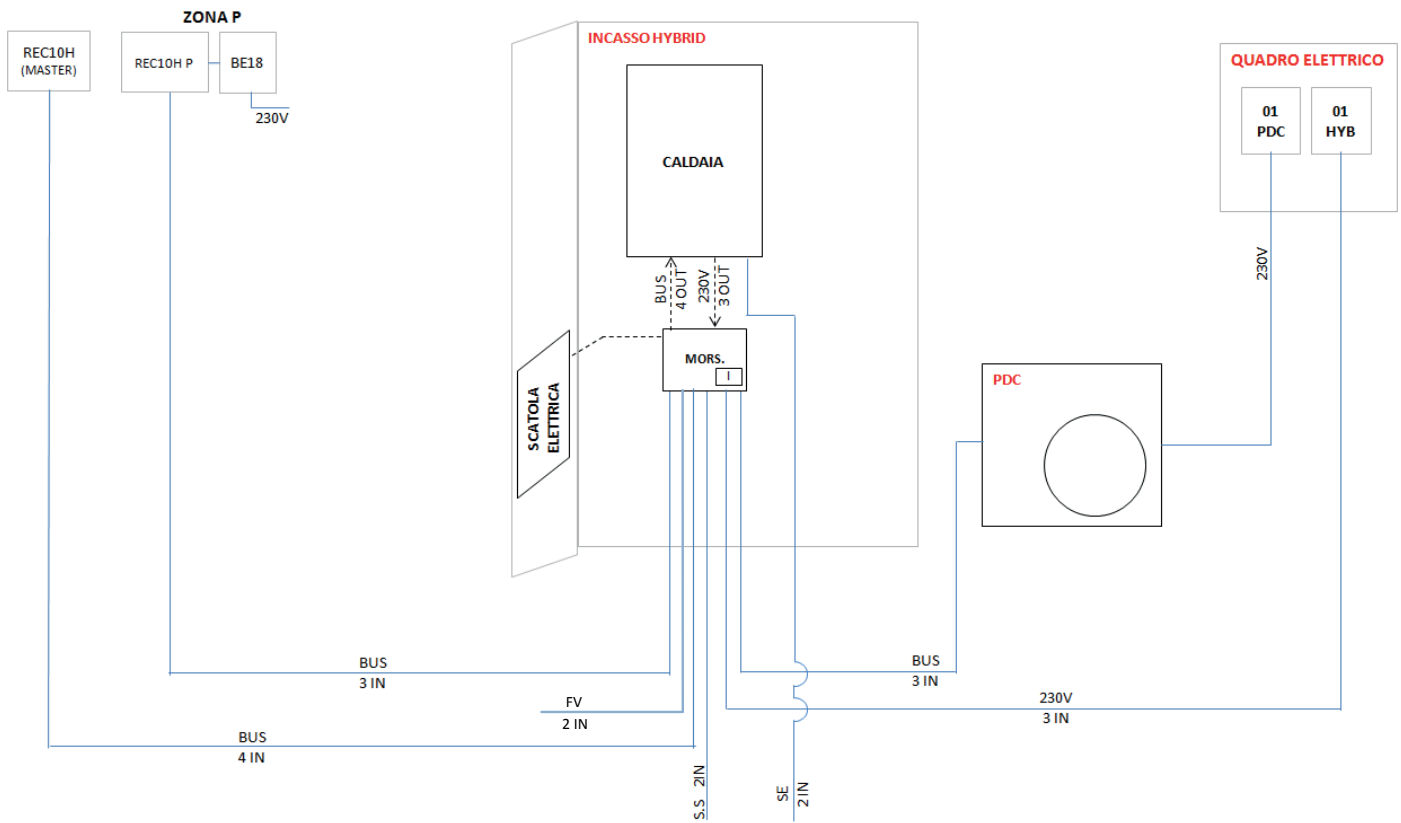 ZONA P
REC10H
(MASTER)
REC10H P
BE18
230V
INCASSO HYBRID
CALDAIA
BUS
4 OUT
230V
3 OUT
MORS.
I
SCATOLA
ELETTRICA
QUADRO ELETTRICO
01
PDC
01
HYB
230V
PDC
BUS
3 IN
FV
2 IN
BUS
4 IN
S.S 2IN
SE
2 IN
BUS
3 IN
230V
3 IN